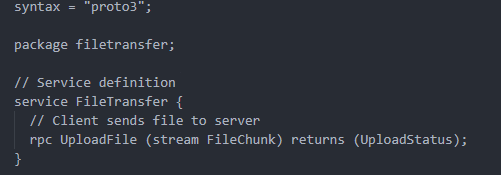 syntax = "proto3";
package filetransfer;
// Service definition
service FileTransfer {
// Client sends file to server
rpc UploadFile (stream FileChunk) returns (UploadStatus);
}